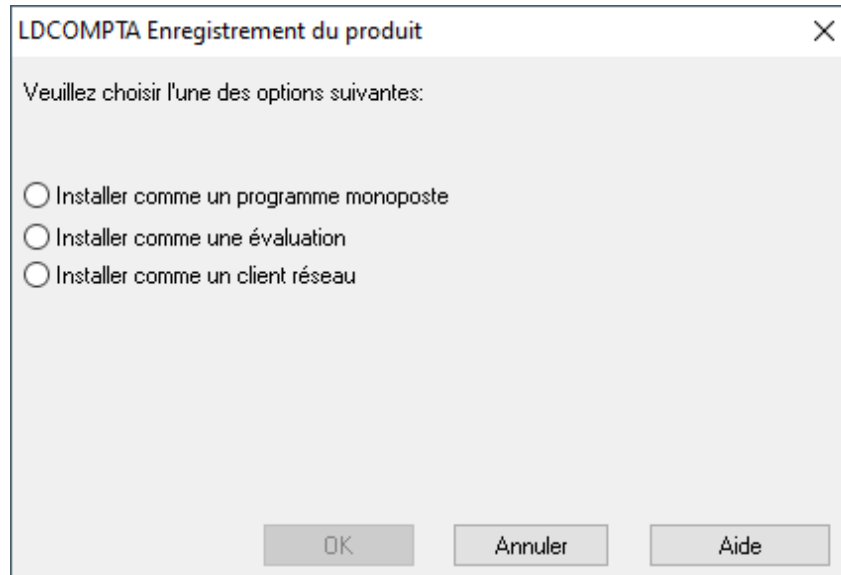 LDCOMPTA Enregistrement du produit
Veuillez choisir l'une des options suivantes:
Installer comme un programme monoposte
Installer comme une évaluation
Installer comme un client réseau
OK Annuler Aide